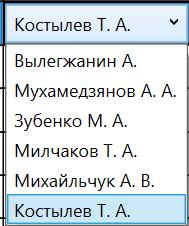 Костылев Т. А.
Вылегжанин А.
Мухамедзянов А. А.
Зубенко М. А.
Милчаков Т. А.
Михайльчук А. В.
Костылев Т. А.